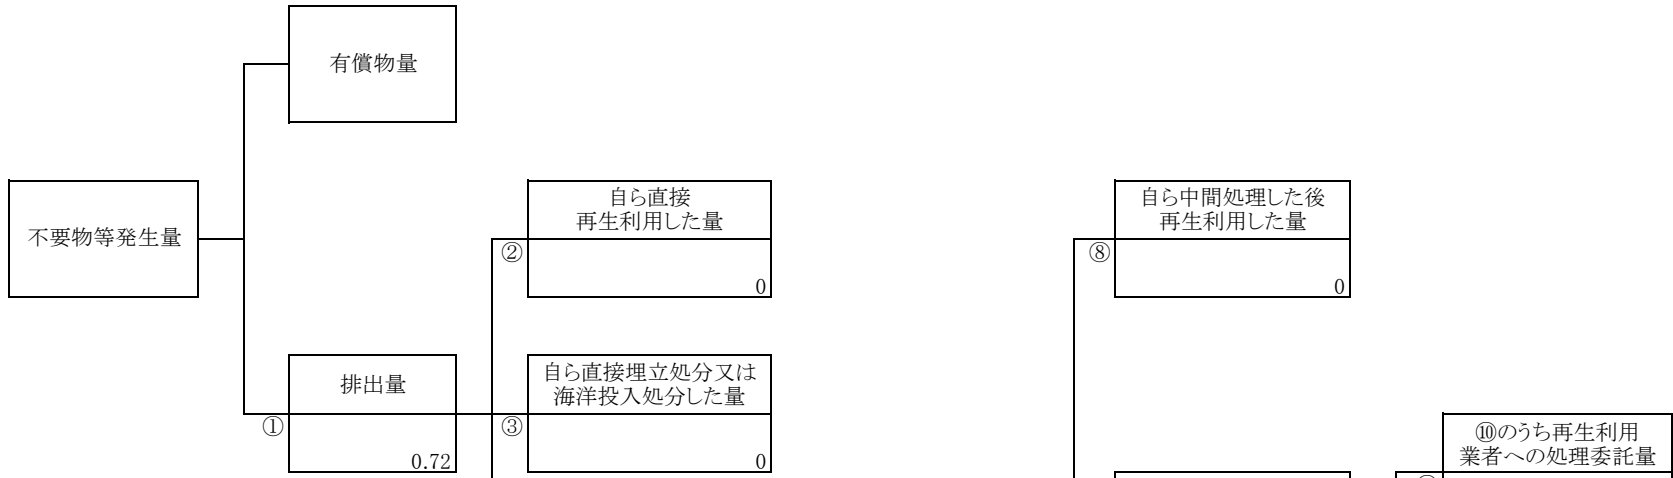 有償物量
不要物等発生量
自ら直接
再生利用した量
②
0
自ら中間処理した後
再生利用した量
⑧
0
排出量
①
0.72
自ら直接埋立処分又は
海洋投入処分した量
③
0
⑩のうち再生利用
業者への処理委託量